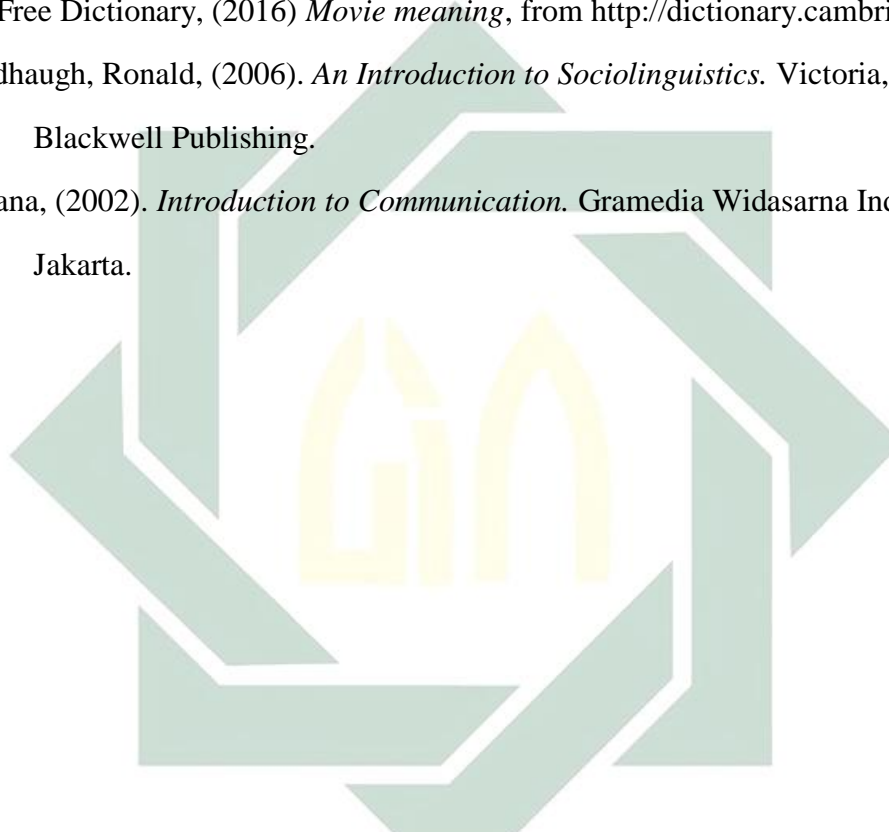 Free Dictionary, (2016) Movie meaning, from http://dictionary.cambri
dhaugh, Ronald, (2006). An Introduction to Sociolinguistics. Victoria,
Blackwell Publishing.
ana, (2002). Introduction to Communication. Gramedia Widasarna Ind
Jakarta.